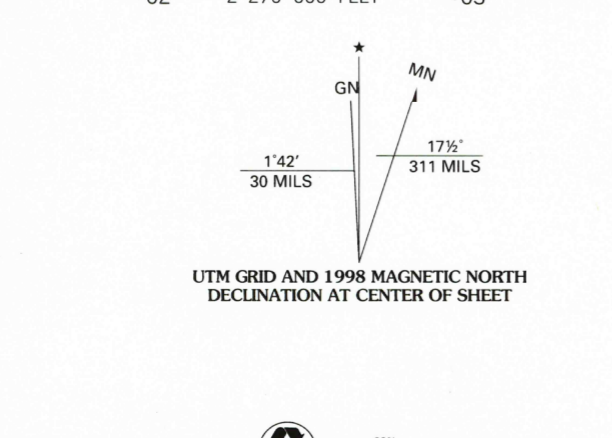 MN
GN
1°42′
30 MILS
17½°
311 MILS
UTM GRID AND 1998 MAGNETIC NORTH
DECLINATION AT CENTER OF SHEET